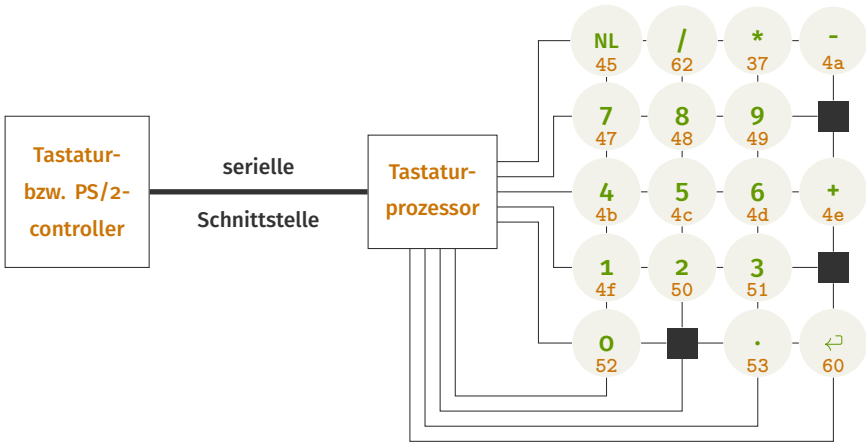 NL / * -
45 62 37 4a
7 8 9
47 48 49
Tastatur-
bzw. PS/2-
controller
serielle
Schnittstelle
Tastatur-
prozessor
4 5 6 +
4b 4c 4d 4e
1 2 3
4f 50 51
0 . ↵
52 53 60